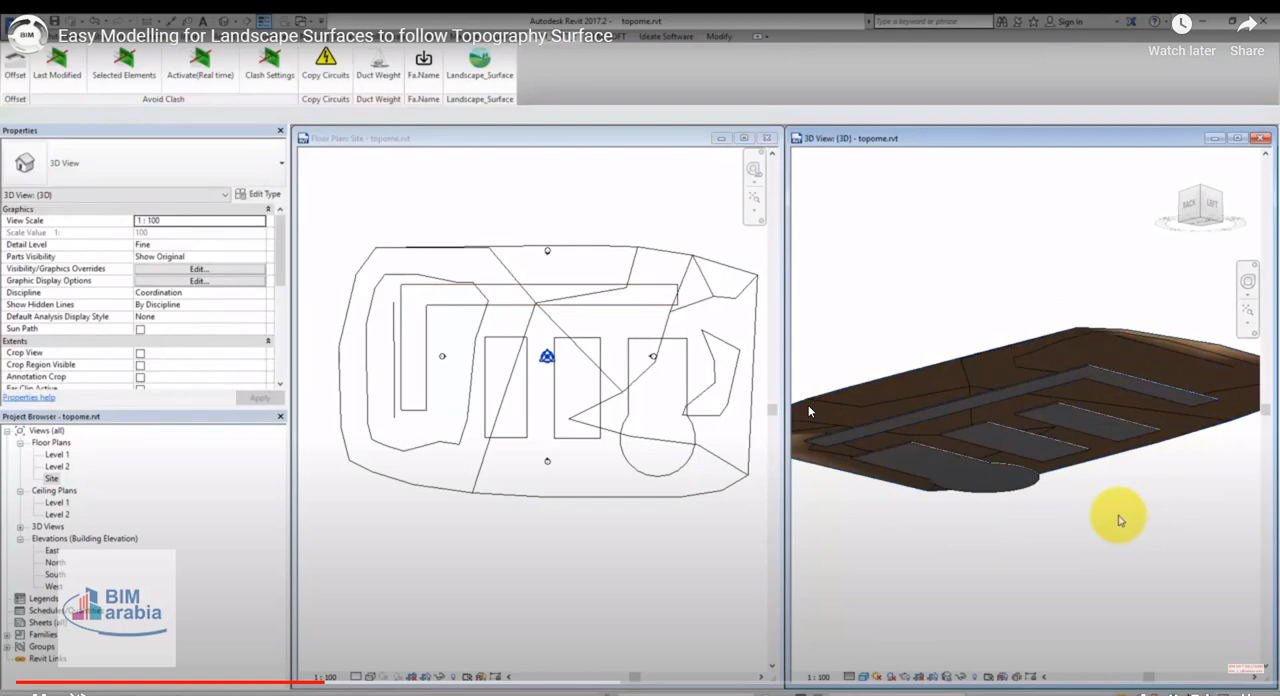 Autodesk Revit 2017.2 - topome.rvt
Type a keyword or phrase
Sign In
BIM
Easy Modelling for Landscape Surfaces to follow Topography Surface
Ideate Software
Modify
Watch later
Share
Offset
Last Modified
Selected Elements
Activate(Real time)
Clash Settings
Copy Circuits
Duct Weight
Fa.Name
Landscape_Surface
Offset
Avoid Clash
Copy Circuits
Duct Weight
Fa.Name
Landscape_Surface
Properties
3D View
3D View: {3D}
Edit Type
Graphics
View Scale
1 : 100
Scale Value 1:
100
Detail Level
Fine
Parts Visibility
Show Original
Visibility/Graphics Overrides
Edit...
Graphic Display Options
Edit...
Discipline
Coordination
Show Hidden Lines
By Discipline
Default Analysis Display Style
None
Sun Path
Extents
Crop View
Crop Region Visible
Annotation Crop
Far Clip Active
Properties help
Apply
Project Browser - topome.rvt
Views (all)
Floor Plans
Level 1
Level 2
Site
Ceiling Plans
Level 1
Level 2
3D Views
Elevations (Building Elevation)
East
North
South
West
Legends
Sheets (all)
Families
Groups
Revit Links
BIM
arabia
Floor Plan: Site - topome.rvt
1 : 100
3D View: {3D} - topome.rvt
BACK
LEFT
1 : 100